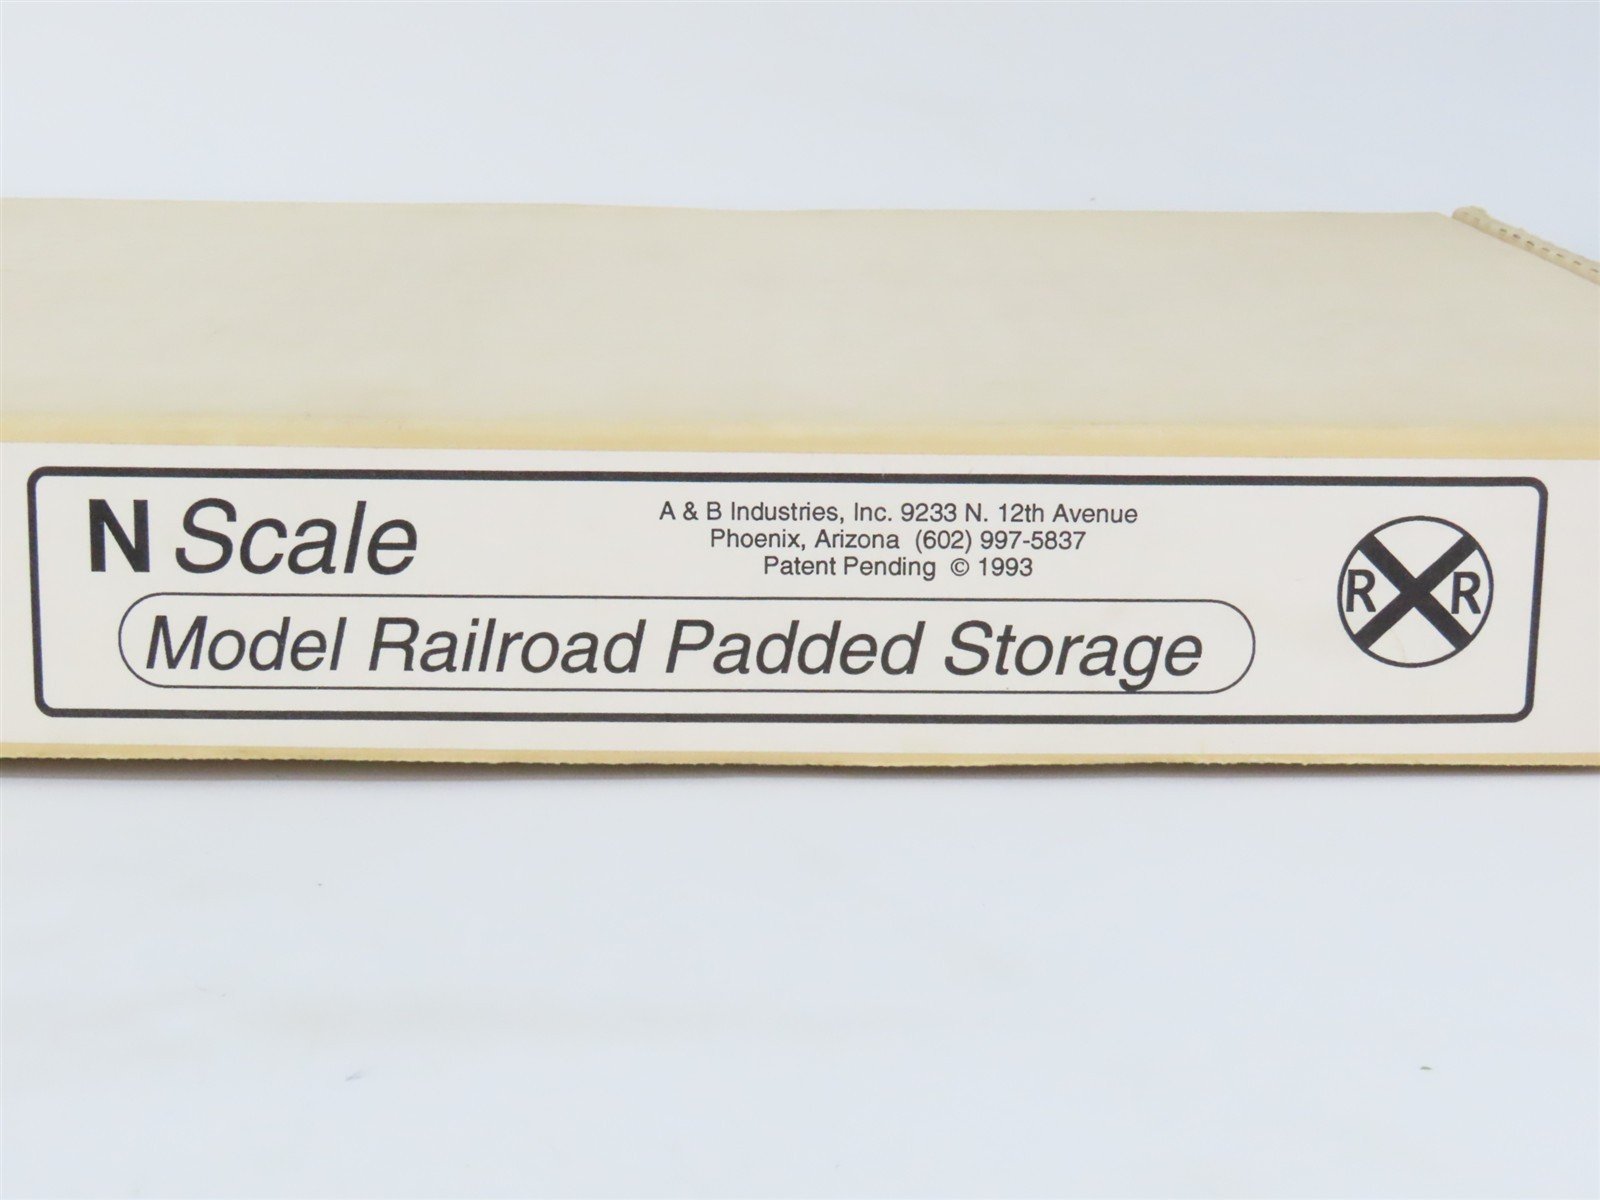 N Scale
A & B Industries, Inc. 9233 N. 12th Avenue
Phoenix, Arizona (602) 997-5837
Patent Pending © 1993
Model Railroad Padded Storage
R R